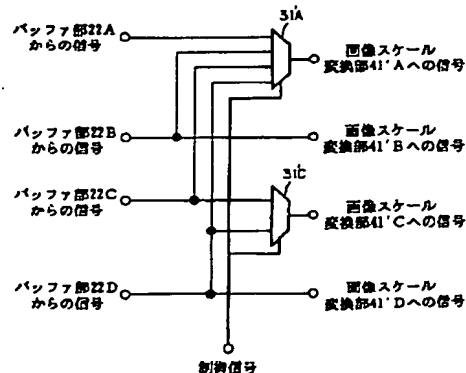 31'A
バッファ部22A
からの信号
画像スケール
変換部41'Aへの信号
バッファ部22B
からの信号
画像スケール
変換部41'Bへの信号
31'C
バッファ部22C
からの信号
画像スケール
変換部41'Cへの信号
バッファ部22D
からの信号
画像スケール
変換部41'Dへの信号
制御信号